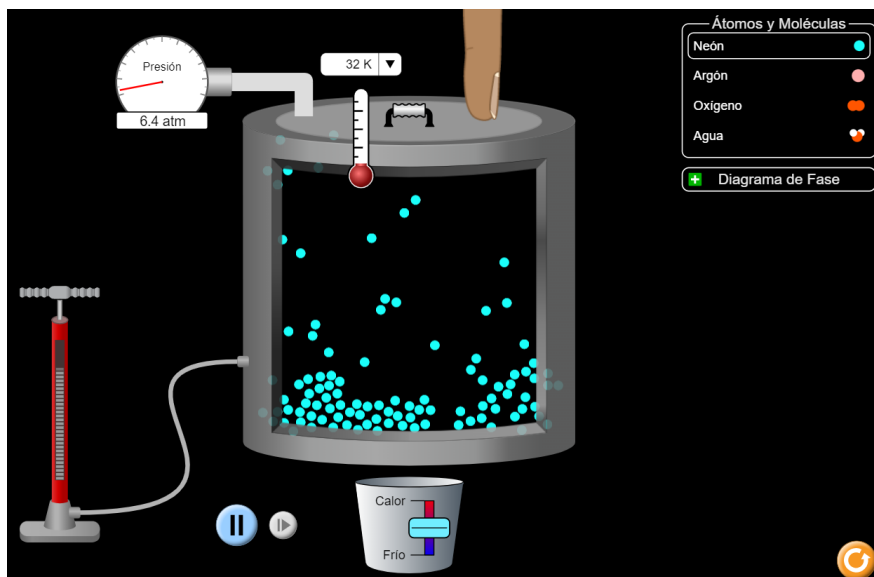 Presión
6.4 atm
32 K
Átomos y Moléculas
Neón
Argón
Oxígeno
Agua
Diagrama de Fase
Calor
Frío